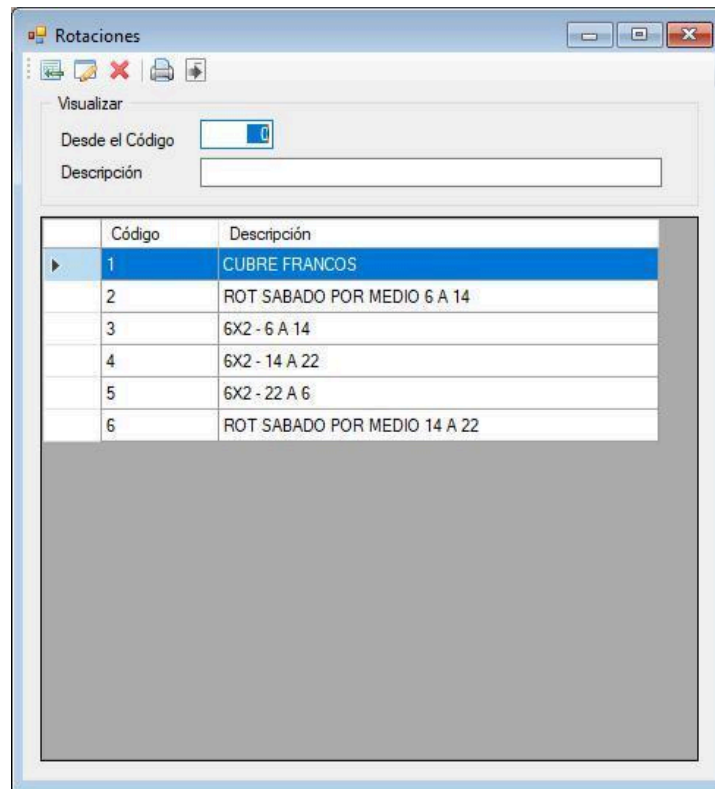 Rotaciones
Visualizar
Desde el Código 0
Descripción
Código Descripción
1 CUBRE FRANCOS
2 ROT SABADO POR MEDIO 6 A 14
3 6X2 - 6 A 14
4 6X2 - 14 A 22
5 6X2 - 22 A 6
6 ROT SABADO POR MEDIO 14 A 22